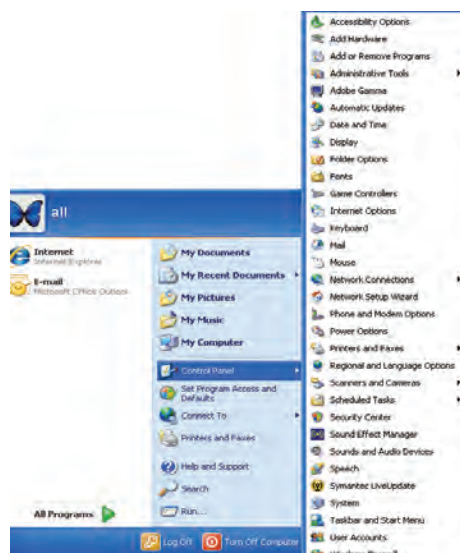 all
Internet
Internet Explorer
E-mail
Microsoft Office Outlook
All Programs
My Documents
My Recent Documents
My Pictures
My Music
My Computer
Control Panel
Set Program Access and
Defaults
Connect To
Printers and Faxes
Help and Support
Search
Run...
Log Off
Turn Off Computer
Accessibility Options
Add Hardware
Add or Remove Programs
Administrative Tools
Adobe Gamma
Automatic Updates
Date and Time
Display
Folder Options
Fonts
Game Controllers
Internet Options
Keyboard
Mail
Mouse
Network Connections
Network Setup Wizard
Phone and Modem Options
Power Options
Printers and Faxes
Regional and Language Options
Scanners and Cameras
Scheduled Tasks
Security Center
Sound Effect Manager
Sounds and Audio Devices
Speech
Symantec LiveUpdate
System
Taskbar and Start Menu
User Accounts